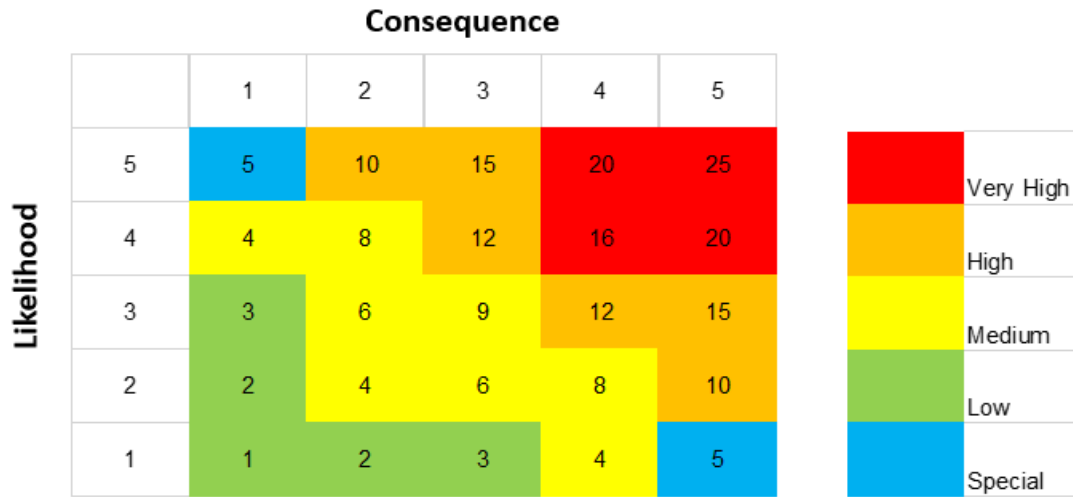 Consequence
1 2 3 4 5
5 5 10 15 20 25
Very High
Likelihood
4 4 8 12 16 20
High
3 3 6 9 12 15
Medium
2 2 4 6 8 10
Low
1 1 2 3 4 5
Special